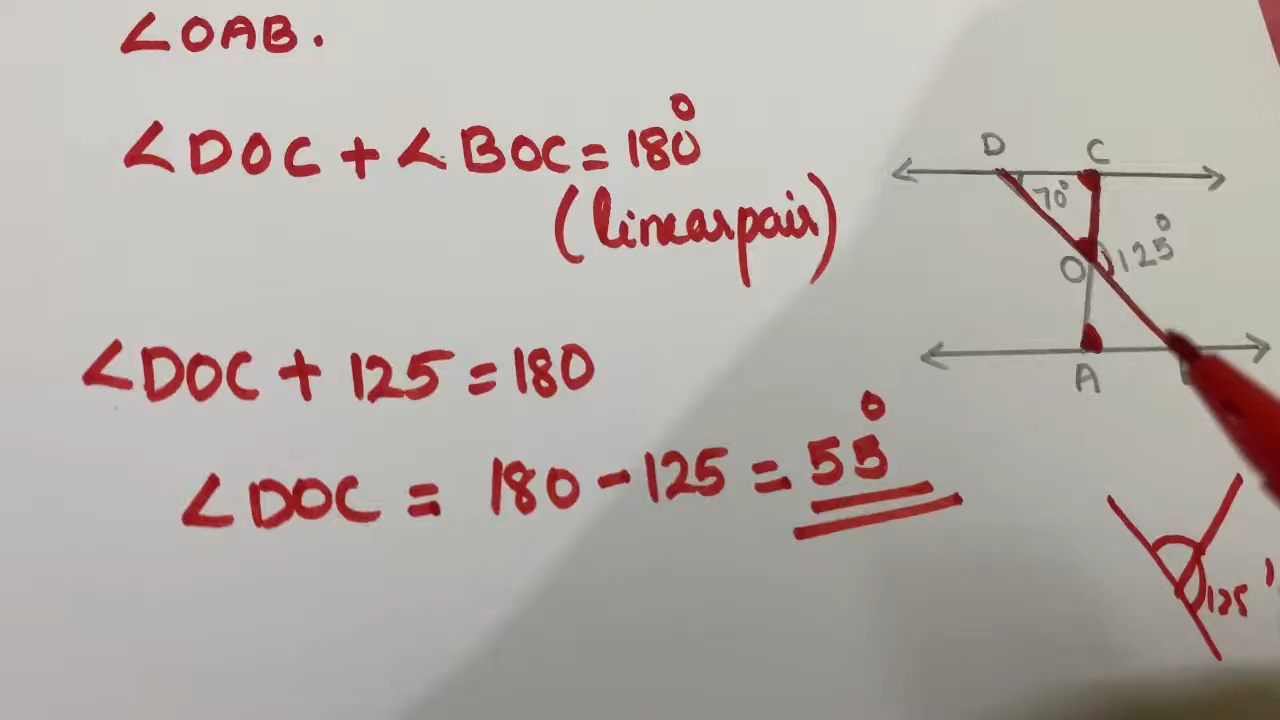 ∠OAB.
∠DOC + ∠BOC = 180°
(linearpair)
∠DOC + 125 = 180
∠DOC = 180 - 125 = 55°
D C
70°
O 125°
A
125